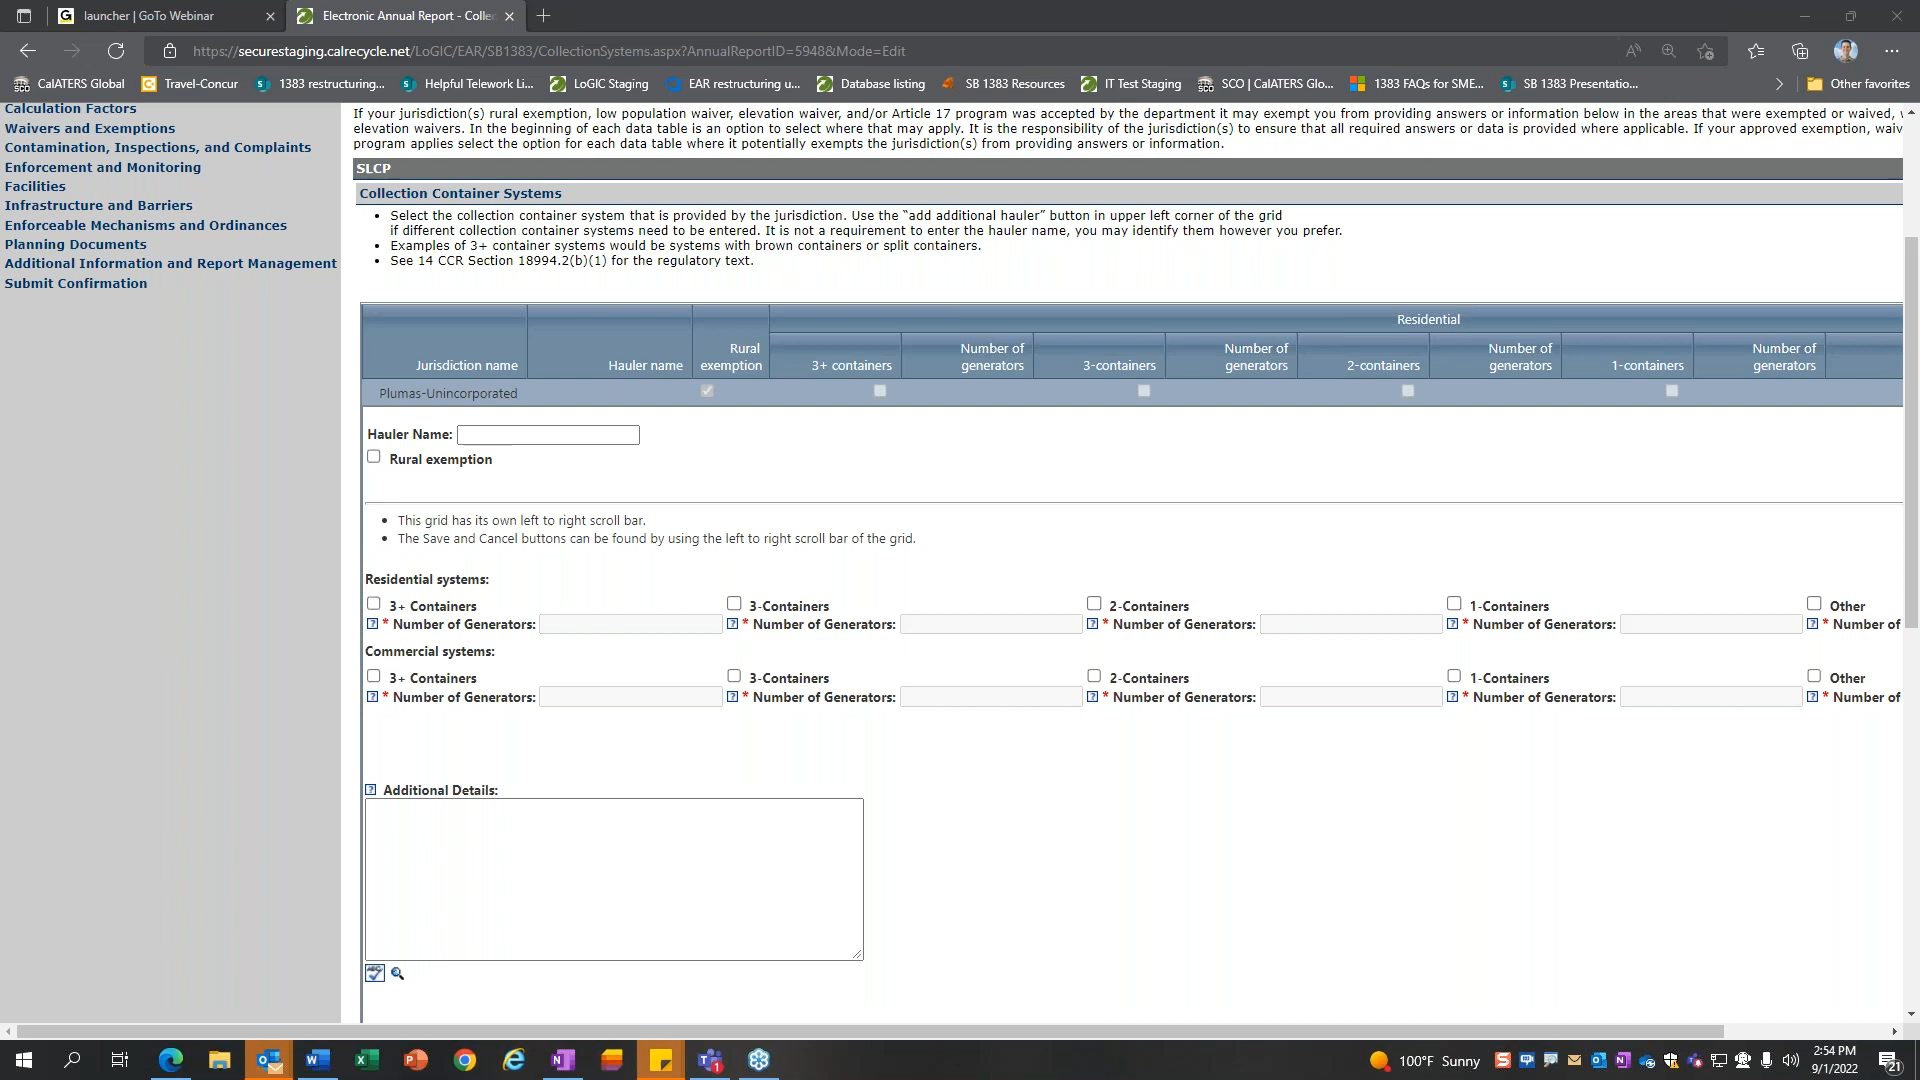 launcher | GoTo Webinar
Electronic Annual Report - Colle
https://securestaging.calrecycle.net/LoGIC/EAR/SB1383/CollectionSystems.aspx?AnnualReportID=5948&Mode=Edit
CalATERS Global
Travel-Concur
1383 restructuring...
Helpful Telework Li...
LoGIC Staging
EAR restructuring u...
Database listing
SB 1383 Resources
IT Test Staging
SCO | CalATERS Glo...
1383 FAQs for SME...
SB 1383 Presentatio...
Other favorites
Calculation Factors
Waivers and Exemptions
Contamination, Inspections, and Complaints
Enforcement and Monitoring
Facilities
Infrastructure and Barriers
Enforceable Mechanisms and Ordinances
Planning Documents
Additional Information and Report Management
Submit Confirmation
If your jurisdiction(s) rural exemption, low population waiver, elevation waiver, and/or Article 17 program was accepted by the department it may exempt you from providing answers or information below in the areas that were exempted or waived,
elevation waivers. In the beginning of each data table is an option to select where that may apply. It is the responsibility of the jurisdiction(s) to ensure that all required answers or data is provided where applicable. If your approved exemption, waiv
program applies select the option for each data table where it potentially exempts the jurisdiction(s) from providing answers or information.
SLCP
Collection Container Systems
• Select the collection container system that is provided by the jurisdiction. Use the “add additional hauler” button in upper left corner of the grid
if different collection container systems need to be entered. It is not a requirement to enter the hauler name, you may identify them however you prefer.
• Examples of 3+ container systems would be systems with brown containers or split containers.
• See 14 CCR Section 18994.2(b)(1) for the regulatory text.
Residential
Jurisdiction name Hauler name Rural exemption 3+ containers Number of generators 3-containers Number of generators 2-containers Number of generators 1-containers Number of generators
Plumas-Unincorporated
Hauler Name:
Rural exemption
• This grid has its own left to right scroll bar.
• The Save and Cancel buttons can be found by using the left to right scroll bar of the grid.
Residential systems:
3+ Containers 3-Containers 2-Containers 1-Containers Other
? * Number of Generators: ? * Number of Generators: ? * Number of Generators: ? * Number of Generators: ? * Number of
Commercial systems:
3+ Containers 3-Containers 2-Containers 1-Containers Other
? * Number of Generators: ? * Number of Generators: ? * Number of Generators: ? * Number of Generators: ? * Number of
? Additional Details:
100°F Sunny
2:54 PM
9/1/2022
21